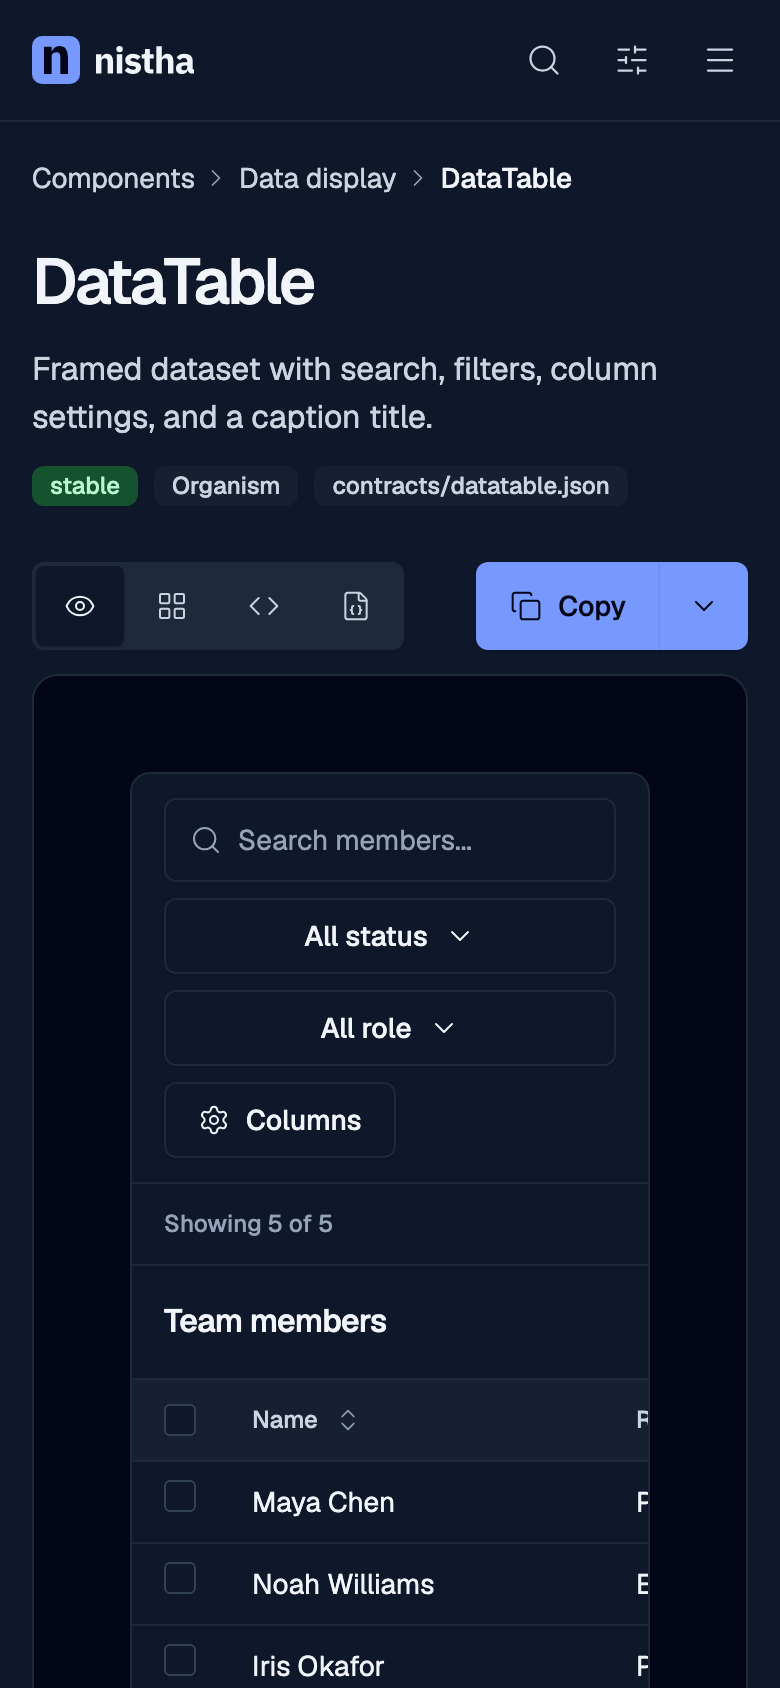 n nistha
Components > Data display > DataTable
DataTable
Framed dataset with search, filters, column
settings, and a caption title.
stable Organism contracts/datatable.json
Copy
Search members...
All status
All role
Columns
Showing 5 of 5
Team members
Name
Maya Chen
Noah Williams
Iris Okafor